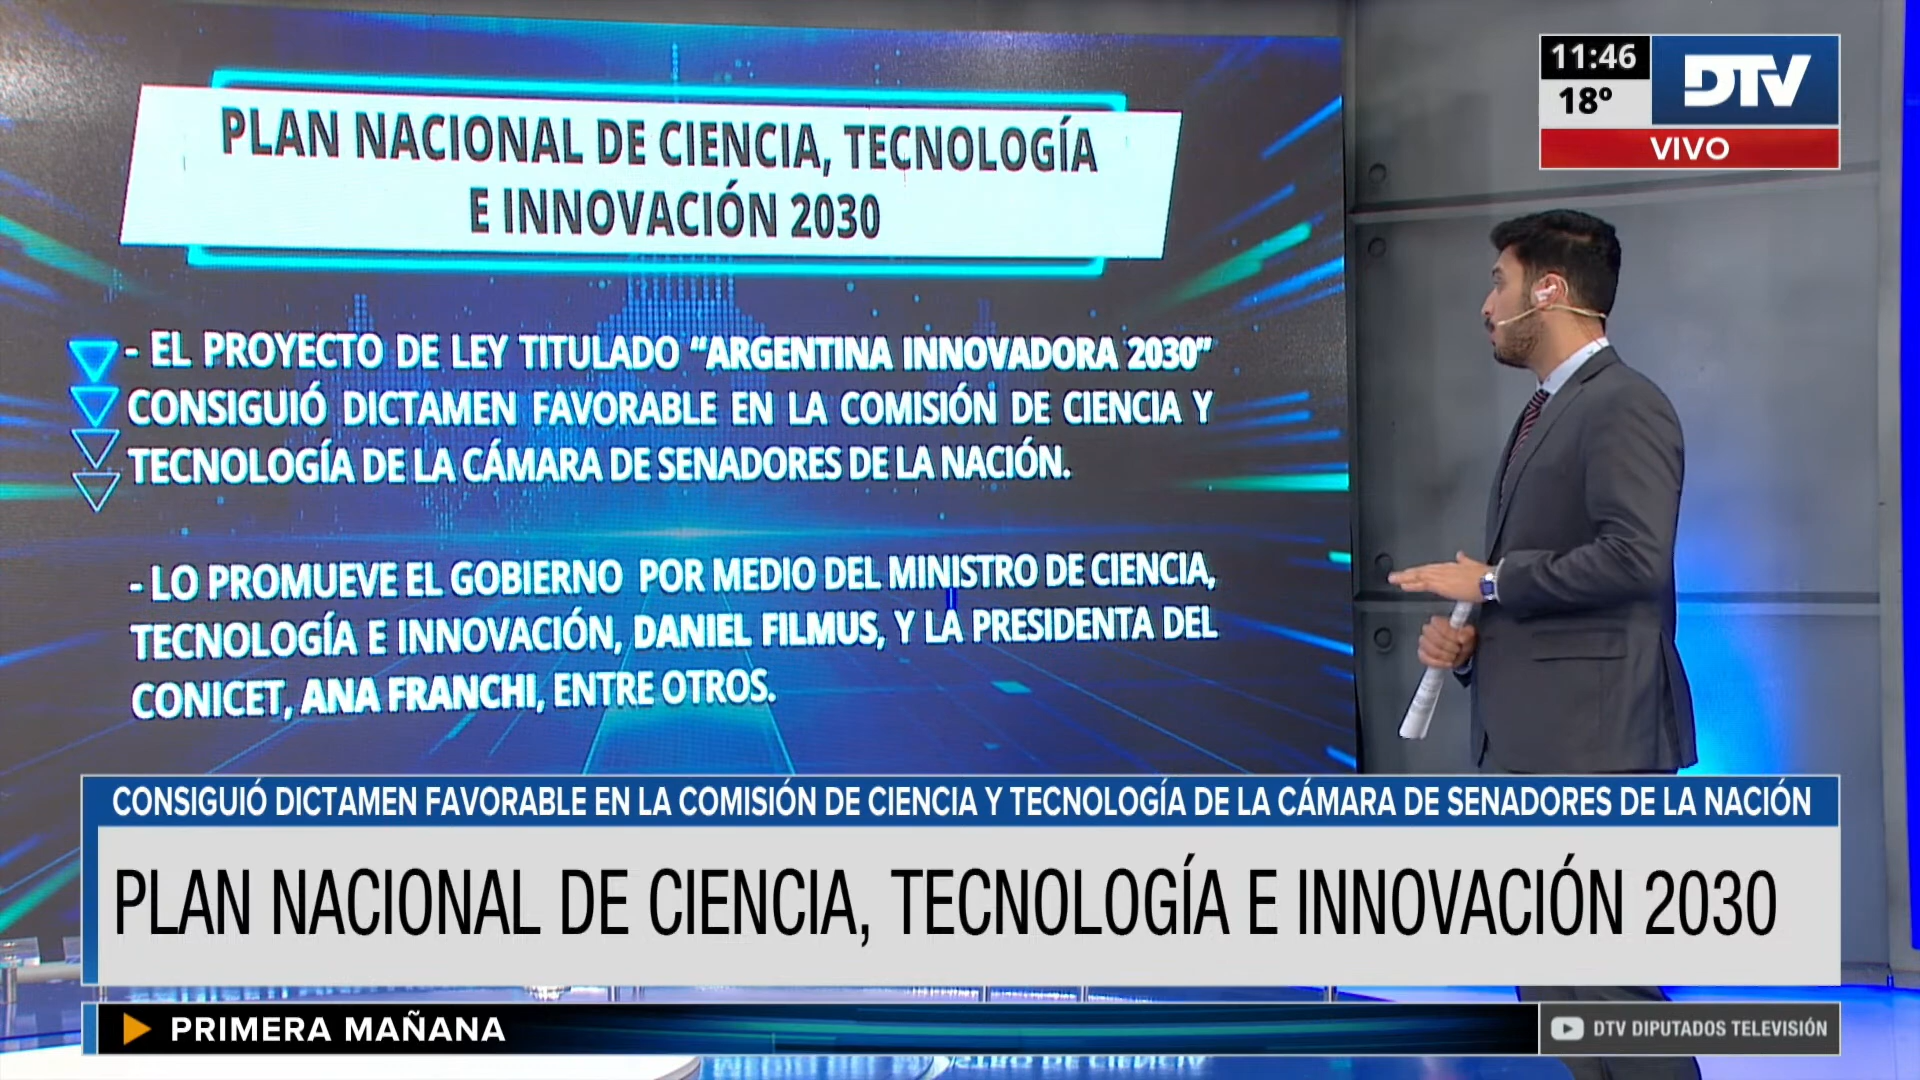 11:46
18º
DTV
VIVO
PLAN NACIONAL DE CIENCIA, TECNOLOGÍA
E INNOVACIÓN 2030
- EL PROYECTO DE LEY TITULADO “ARGENTINA INNOVADORA 2030”
CONSIGUIÓ DICTAMEN FAVORABLE EN LA COMISIÓN DE CIENCIA Y
TECNOLOGÍA DE LA CÁMARA DE SENADORES DE LA NACIÓN.
- LO PROMUEVE EL GOBIERNO POR MEDIO DEL MINISTRO DE CIENCIA,
TECNOLOGÍA E INNOVACIÓN, DANIEL FILMUS, Y LA PRESIDENTA DEL
CONICET, ANA FRANCHI, ENTRE OTROS.
CONSIGUIÓ DICTAMEN FAVORABLE EN LA COMISIÓN DE CIENCIA Y TECNOLOGÍA DE LA CÁMARA DE SENADORES DE LA NACIÓN
PLAN NACIONAL DE CIENCIA, TECNOLOGÍA E INNOVACIÓN 2030
PRIMERA MAÑANA
DTV DIPUTADOS TELEVISIÓN